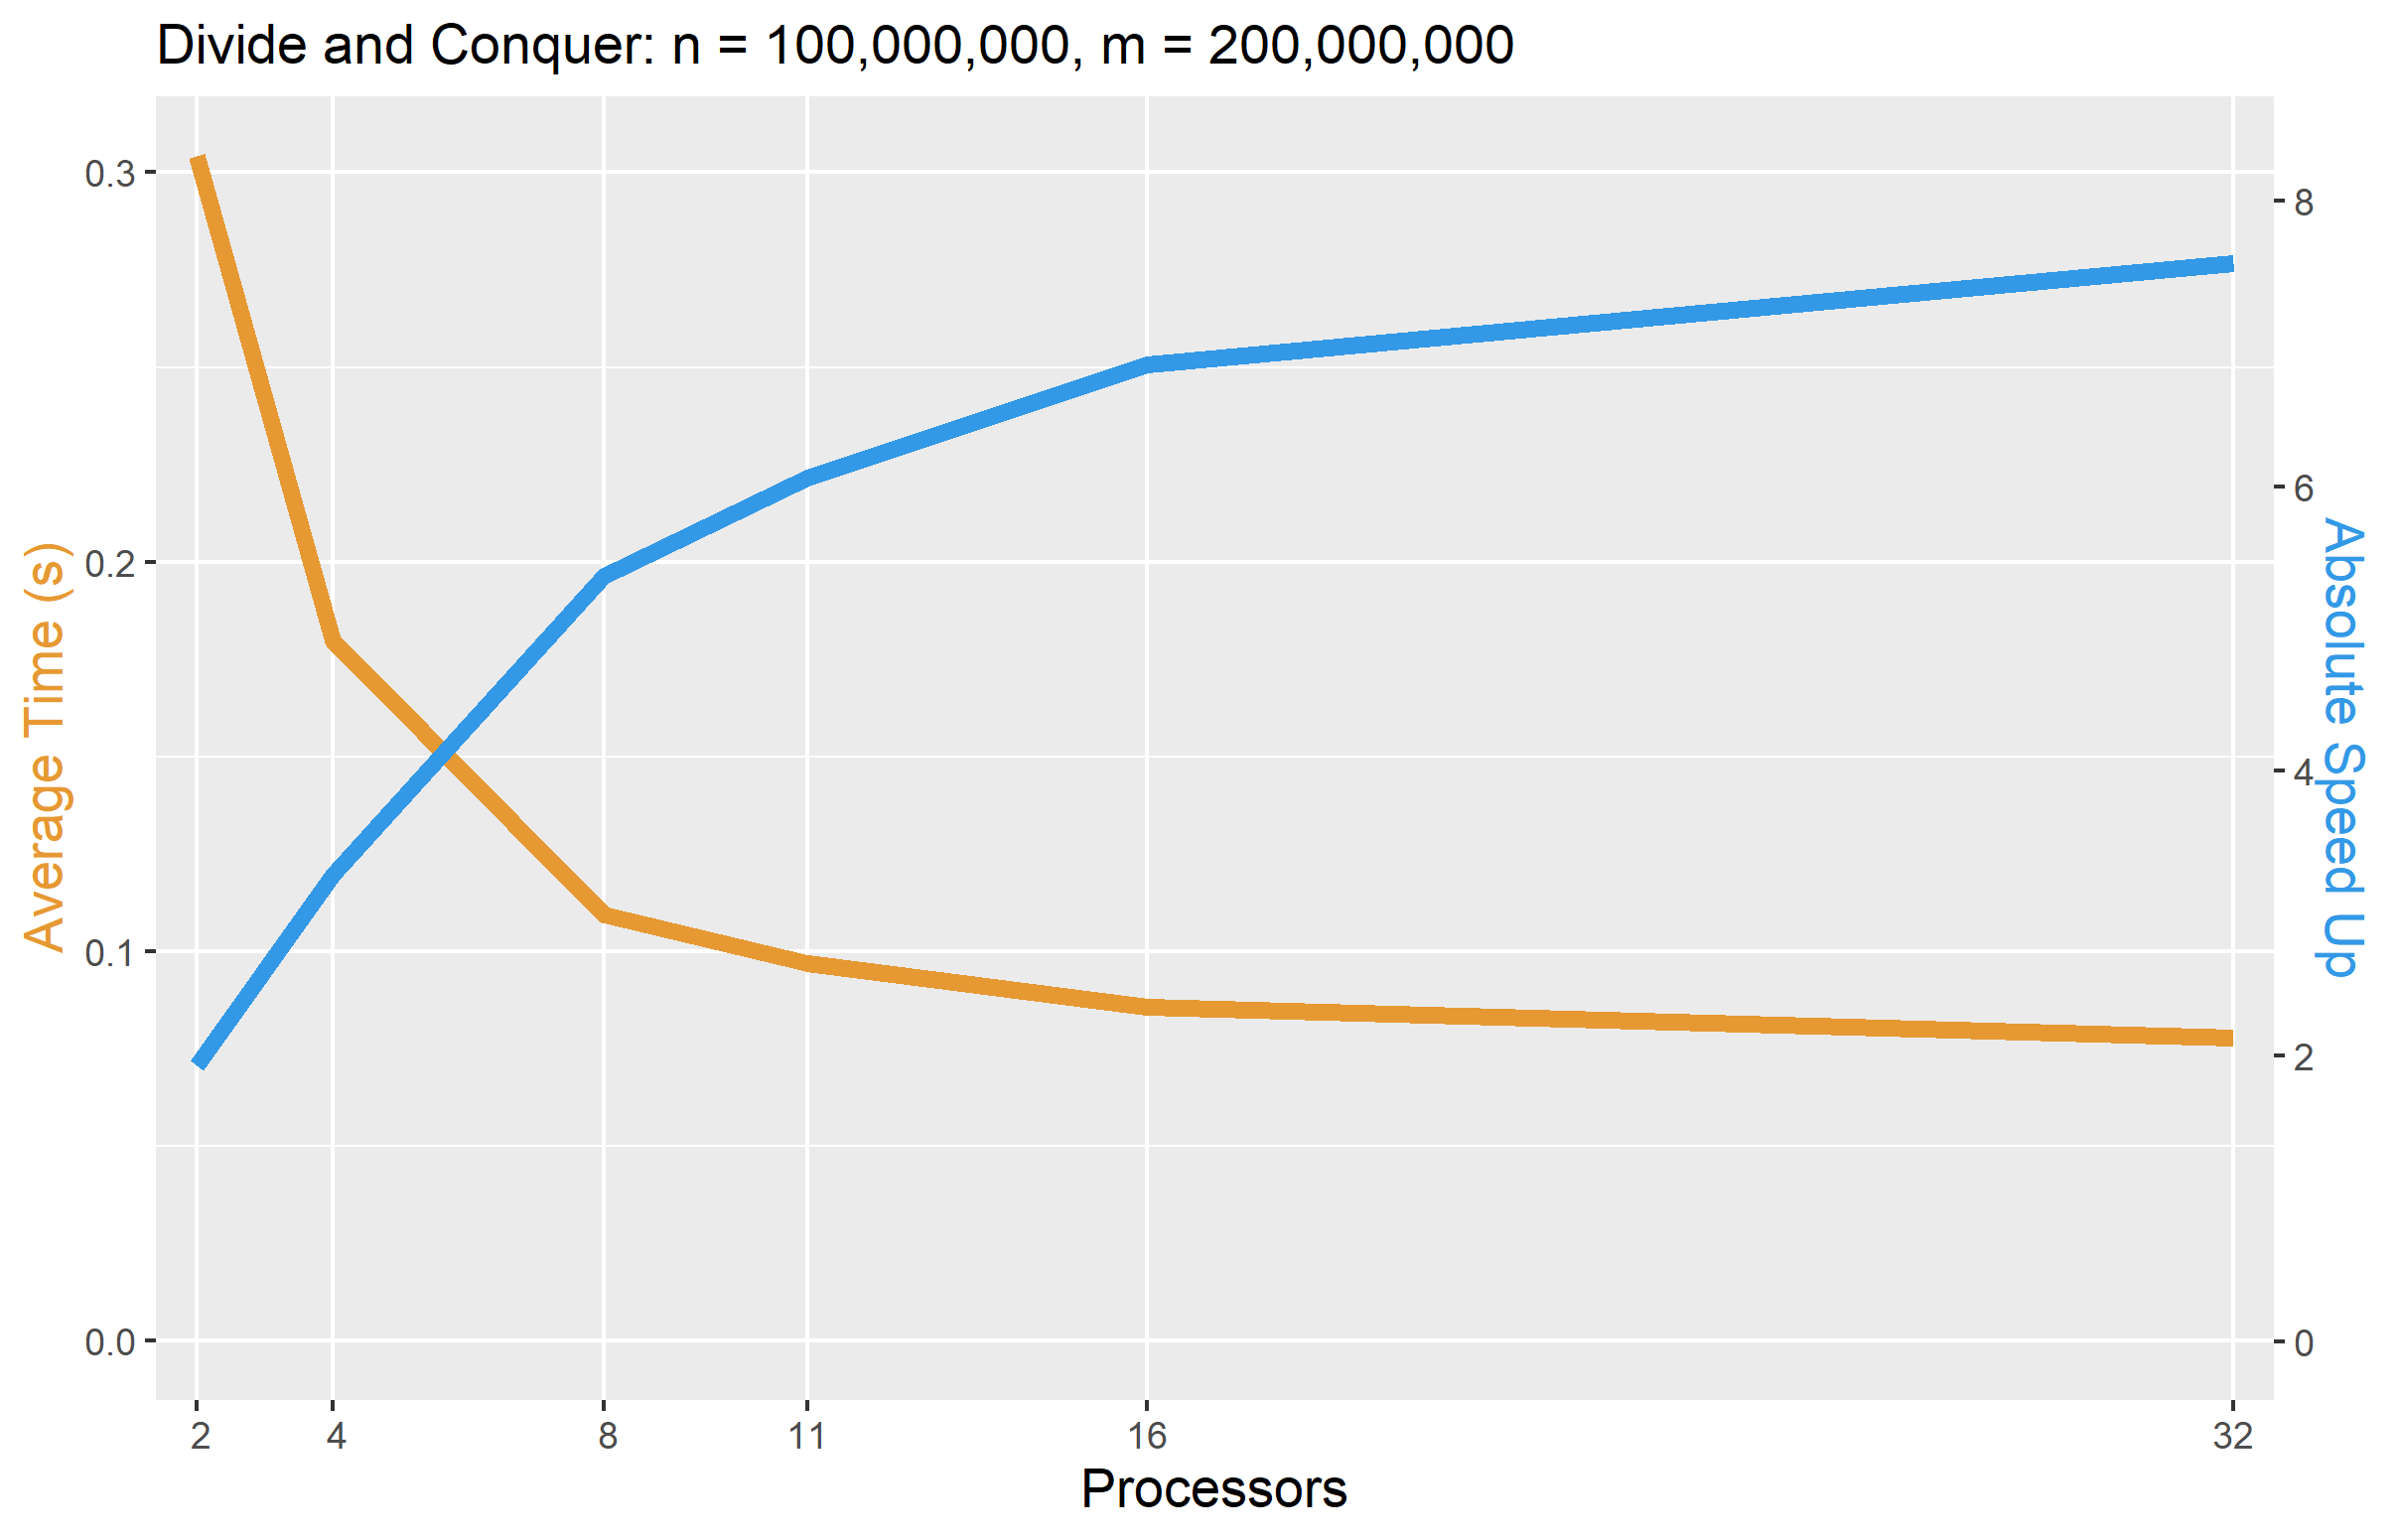 Divide and Conquer: n = 100,000,000, m = 200,000,000
Average Time (s)
0.3
0.2
0.1
0.0
8
6
4
2
0
Absolute Speed Up
2 4 8 11 16 32
Processors